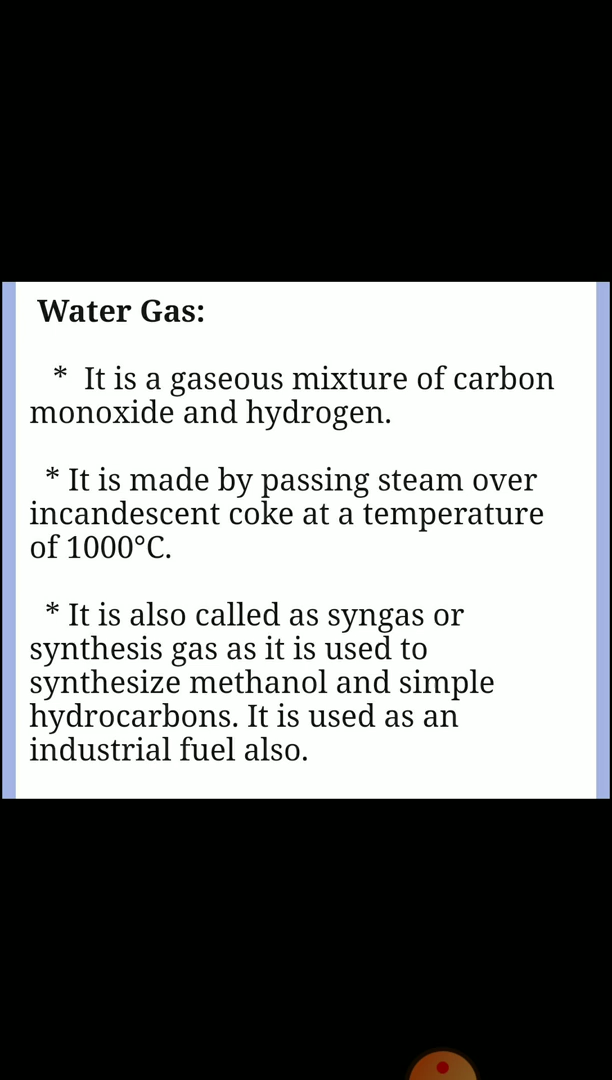 Water Gas:
* It is a gaseous mixture of carbon
monoxide and hydrogen.
* It is made by passing steam over
incandescent coke at a temperature
of 1000°C.
* It is also called as syngas or
synthesis gas as it is used to
synthesize methanol and simple
hydrocarbons. It is used as an
industrial fuel also.